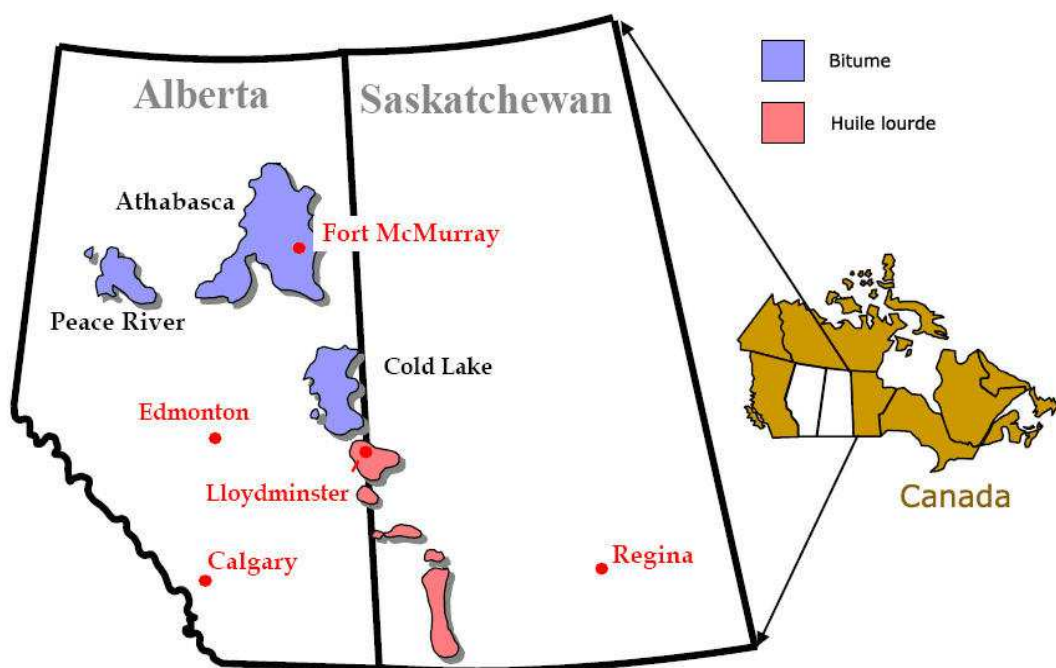 Alberta
Saskatchewan
Bitume
Huile lourde
Athabasca
Fort McMurray
Peace River
Cold Lake
Edmonton
Lloydminster
Calgary
Regina
Canada